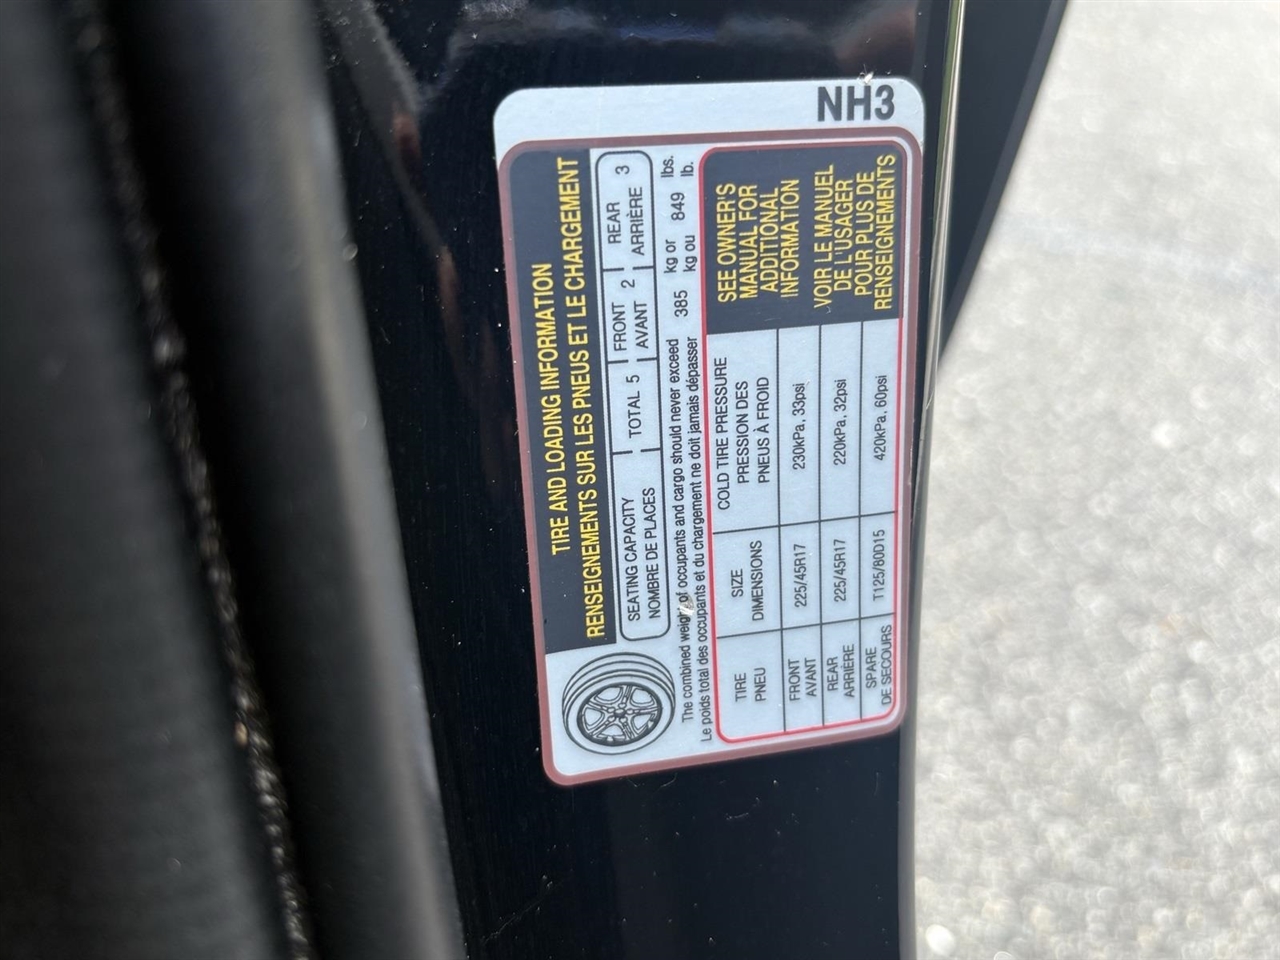 NH3
TIRE AND LOADING INFORMATION
RENSEIGNEMENTS SUR LES PNEUS ET LE CHARGEMENT
SEATING CAPACITY
NOMBRE DE PLACES
TOTAL 5
FRONT
AVANT 2
REAR
ARRIÈRE 3
The combined weight of occupants and cargo should never exceed 385 kg or 849 lbs.
Le poids total des occupants et du chargement ne doit jamais dépasser kg ou lb.
TIRE
PNEU
SIZE
DIMENSIONS
COLD TIRE PRESSURE
PRESSION DES
PNEUS À FROID
FRONT
AVANT
225/45R17
230kPa, 33psi
REAR
ARRIÈRE
225/45R17
220kPa, 32psi
SPARE
DE SECOURS
T125/80D15
420kPa, 60psi
SEE OWNER'S
MANUAL FOR
ADDITIONAL
INFORMATION
VOIR LE MANUEL
DE L'USAGER
POUR PLUS DE
RENSEIGNEMENTS